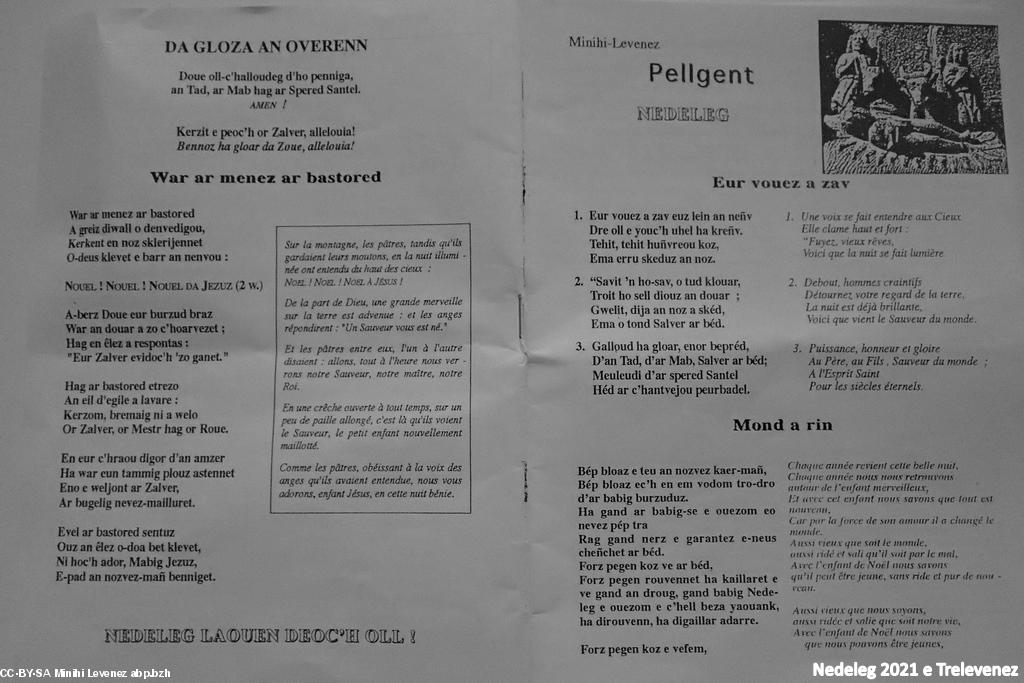 DA GLOZA AN OVERENN
Doue oll-c'halloudeg d'ho penniga,
an Tad, ar Mab hag ar Spered Santel.
AMEN !
Kerzit e peoc'h or Zalver, allelouia!
Bennoz ha gloar da Zoue, allelouia!
War ar menez ar bastored
War ar menez ar bastored
A greiz diwall o denvedigou,
Kerkent en noz sklerijennet
O-deus klevet e barr an nenvou :
NOUEL ! NOUEL ! NOUEL DA JEZUZ (2 w.)
A-berz Doue eur burzud braz
War an douar a zo c'hoarvezet ;
Hag en êlez a respontas :
"Eur Zalver evidoc'h 'zo ganet."
Hag ar bastored etrezo
An eil d'egile a lavare :
Kerzom, bremaig ni a welo
Or Zalver, or Mestr hag or Roue.
En eur c'hraou digor d'an amzer
Ha war eun tammig plouz astennet
Eno e weljont ar Zalver,
Ar bugelig nevez-mailluret.
Evel ar bastored sentuz
Ouz an êlez o-doa bet klevet,
Ni hoc'h ador, Mabig Jezuz,
E-pad an nozvez-mañ benniget.
Sur la montagne, les pâtres, tandis qu'ils
gardaient leurs moutons, en la nuit illumi -
née ont entendu du haut des cieux :
NOEL ! NOEL ! NOEL A JÉSUS !
De la part de Dieu, une grande merveille
sur la terre est advenue : et les anges
répondirent : "Un Sauveur vous est né."
Et les pâtres entre eux, l'un à l'autre
disaient : allons, tout à l'heure nous ver -
rons notre Sauveur, notre maître, notre
Roi.
En une crêche ouverte à tout temps, sur un
peu de paille allongé, c'est là qu'ils voient
le Sauveur, le petit enfant nouvellement
maillotté.
Comme les pâtres, obéissant à la voix des
anges qu'ils avaient entendue, nous vous
adorons, enfant Jésus, en cette nuit bénie.
NEDELEG LAOUEN DEOC'H OLL !
Minihi-Levenez
Pellgent
NEDELEG
Eur vouez a zav
1. Eur vouez a zav euz lein an neñv
Dre oll e youc'h uhel ha kreñv.
Tehit, tehit huñvreou koz,
Ema erru skeduz an noz.
2. “Savit 'n ho-sav, o tud klouar,
Troit ho sell diouz an douar ;
Gwelit, dija an noz a skéd,
Ema o tond Salver ar béd.
3. Galloud ha gloar, enor bepréd,
D'an Tad, d'ar Mab, Salver ar béd;
Meuleudi d'ar spered Santel
Héd ar c'hantvejou peurbadel.
1. Une voix se fait entendre aux Cieux
Elle clame haut et fort :
"Fuyez, vieux rêves,
Voici que la nuit se fait lumière
2. Debout, hommes craintifs
Détournez votre regard de la terre,
La nuit est déjà brillante,
Voici que vient le Sauveur du monde.
3. Puissance, honneur et gloire
Au Père, au Fils , Sauveur du monde ;
A l'Esprit Saint
Pour les siècles éternels.
Mond a rin
Bép bloaz e teu an nozvez kaer-mañ,
Bép bloaz ec'h en em vodom tro-dro
d'ar babig burzuduz.
Ha gand ar babig-se e ouezom eo
nevez pép tra
Rag gand nerz e garantez e-neus
cheñchet ar béd.
Forz pegen koz ve ar béd,
Forz pegen rouvennet ha kaillaret e
ve gand an droug, gand babig Nede-
leg e ouezom e c'hell beza yaouank,
ha dirouvenn, ha digaillar adarre.
Forz pegen koz e vefem,
Chaque année revient cette belle nuit,
Chaque année nous nous retrouvons
autour de l'enfant merveilleux,
Et avec cet enfant nous savons que tout est
nouveau,
Car par la force de son amour il a changé le
monde.
Aussi vieux que soit le monde,
aussi ridé et sali qu'il soit par le mal,
Avec l'enfant de Noël nous savons
qu'il peut être jeune, sans ride et pur de nou -
veau.
Aussi vieux que nous soyons,
aussi ridée et salie que soit notre vie,
Avec l'enfant de Noël nous savons
que nous pouvons être jeunes,
CC-BY-SA Minihi Levenez abp.bzh
Nedeleg 2021 e Trelevenez